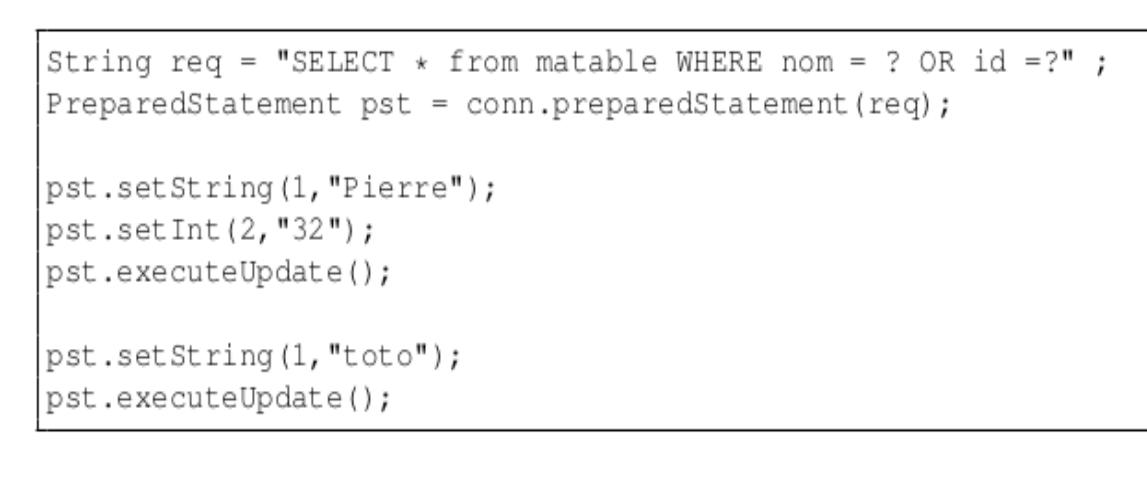 String req = "SELECT * from matable WHERE nom = ? OR id =?" ;
PreparedStatement pst = conn.preparedStatement(req);
pst.setString(1,"Pierre");
pst.setInt(2,"32");
pst.executeUpdate();
pst.setString(1,"toto");
pst.executeUpdate();